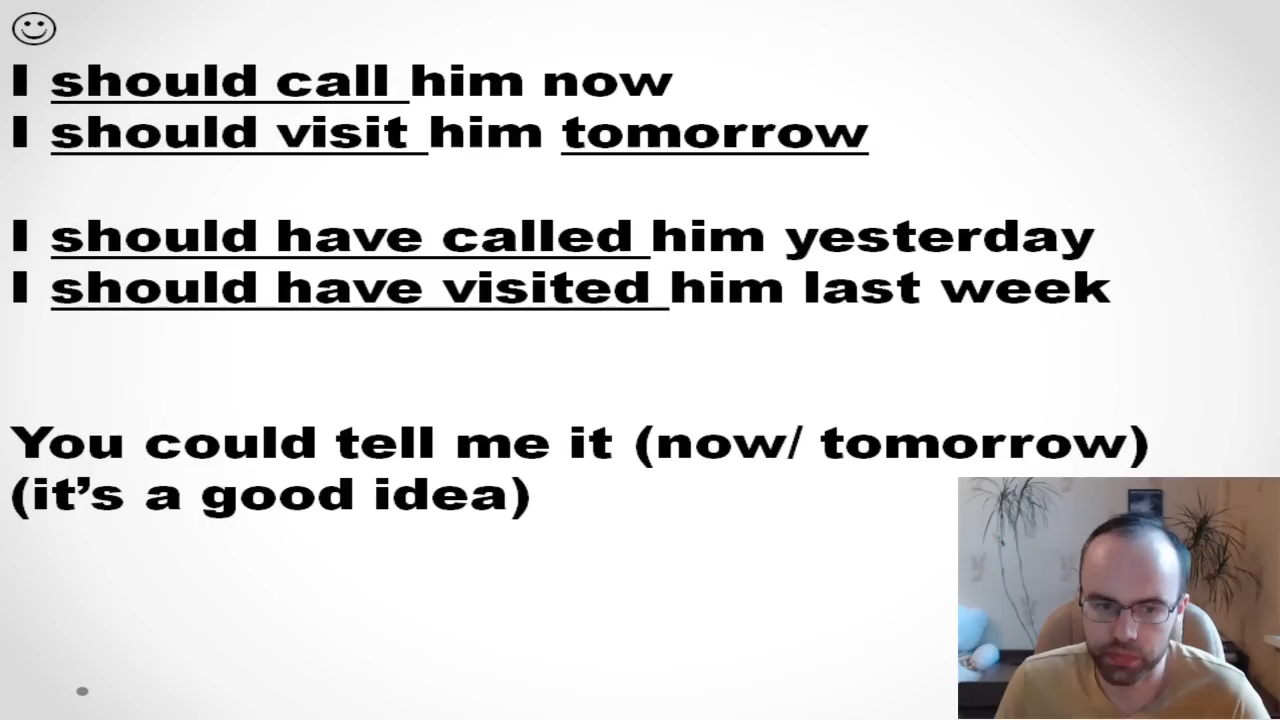 I should call him now
I should visit him tomorrow
I should have called him yesterday
I should have visited him last week
You could tell me it (now/ tomorrow)
(it’s a good idea)